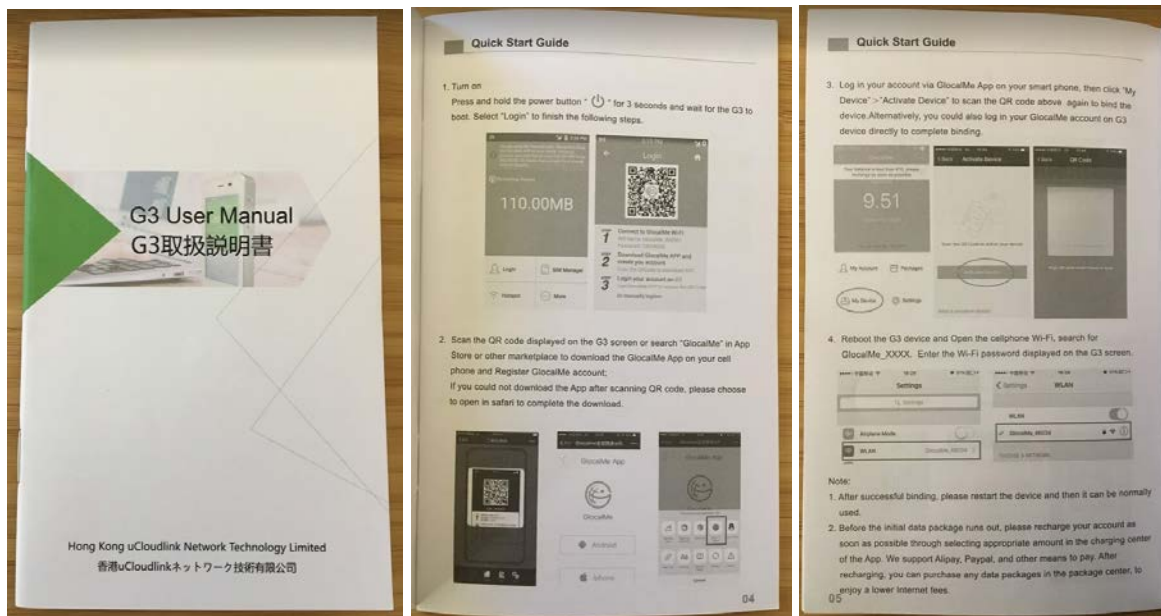 G3 User Manual
G3取扱説明書
Hong Kong uCloudlink Network Technology Limited
香港uCloudlinkネットワーク技術有限公司
Quick Start Guide
1. Turn on
Press and hold the power button " " for 3 seconds and wait for the G3 to
boot. Select "Login" to finish the following steps.
Login
110.00MB
1 Connect to GlocalMe Wi-Fi
2 Download GlocalMe APP and
create you account
3 Login your account on G3
Or manually log in
Login
SIM Manager
Hotspot
More
2. Scan the QR code displayed on the G3 screen or search "GlocalMe" in App
Store or other marketplace to download the GlocalMe App on your cell
phone and Register GlocalMe account;
If you could not download the App after scanning QR code, please choose
to open in safari to complete the download.
GlocalMe App
GlocalMe
Android
Iphone
GlocalMe App
04
Quick Start Guide
3. Log in your account via GlocalMe App on your smart phone, then click "My
Device">"Activate Device" to scan the QR code above again to bind the
device.Alternatively, you could also log in your GlocalMe account on G3
device directly to complete binding.
9.51
My Account
Packages
My Device
Settings
Back
Activate Device
Back
QR Code
4. Reboot the G3 device and Open the cellphone Wi-Fi, search for
GlocalMe_XXXX. Enter the Wi-Fi password displayed on the G3 screen.
Settings
Settings
Airplane Mode
WLAN
Settings
WLAN
WLAN
Note:
1. After successful binding, please restart the device and then it can be normally
used.
2. Before the initial data package runs out, please recharge your account as
soon as possible through selecting appropriate amount in the charging center
of the App. We support Alipay, Paypal, and other means to pay. After
recharging, you can purchase any data packages in the package center, to
enjoy a lower Internet fees.
05